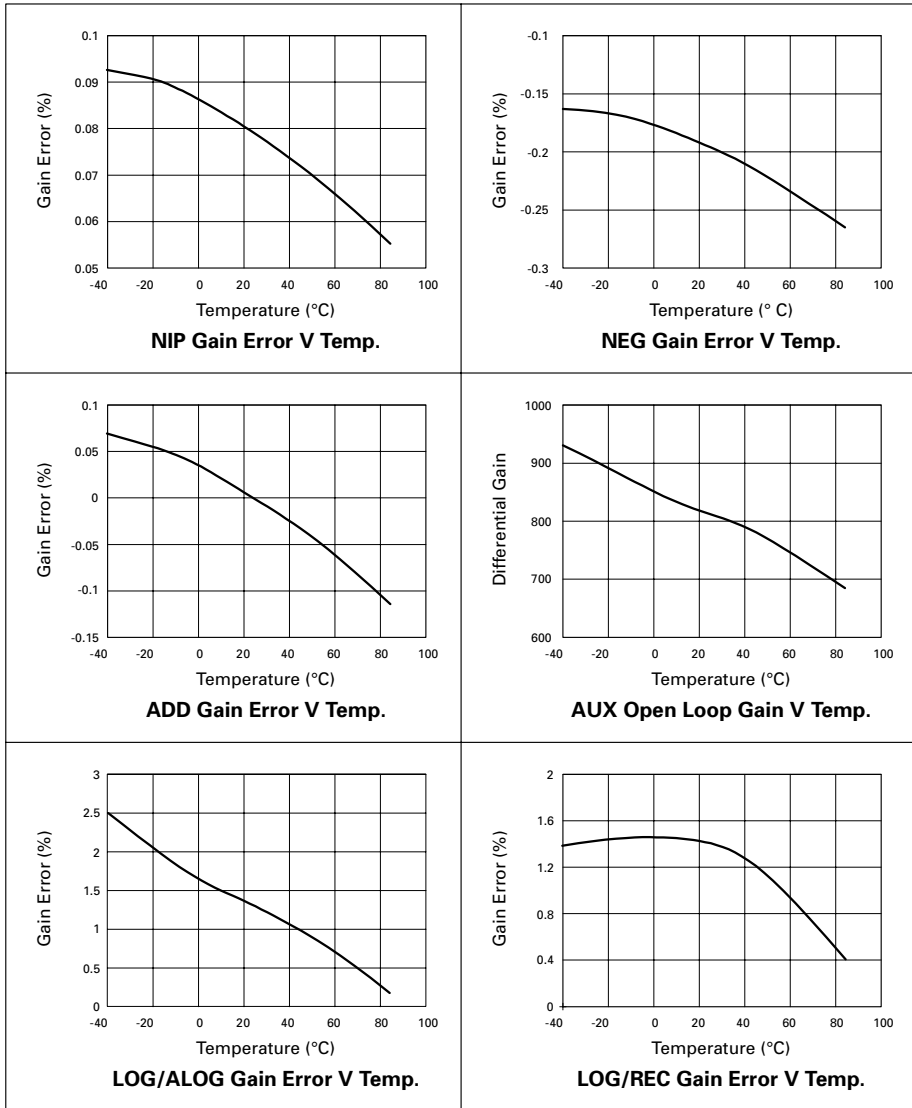 0.1
0.09
0.08
0.07
0.06
0.05
Gain Error (%)
-40 -20 0 20 40 60 80 100
Temperature (°C)
NIP Gain Error V Temp.
-0.1
-0.15
-0.2
-0.25
-0.3
Gain Error (%)
-40 -20 0 20 40 60 80 100
Temperature (° C)
NEG Gain Error V Temp.
0.1
0.05
0
-0.05
-0.1
-0.15
Gain Error (%)
-40 -20 0 20 40 60 80 100
Temperature (°C)
ADD Gain Error V Temp.
1000
900
800
700
600
Differential Gain
-40 -20 0 20 40 60 80 100
Temperature (°C)
AUX Open Loop Gain V Temp.
3
2.5
2
1.5
1
0.5
0
Gain Error (%)
-40 -20 0 20 40 60 80 100
Temperature (°C)
LOG/ALOG Gain Error V Temp.
2
1.6
1.2
0.8
0.4
0
Gain Error (%)
-40 -20 0 20 40 60 80 100
Temperature (°C)
LOG/REC Gain Error V Temp.